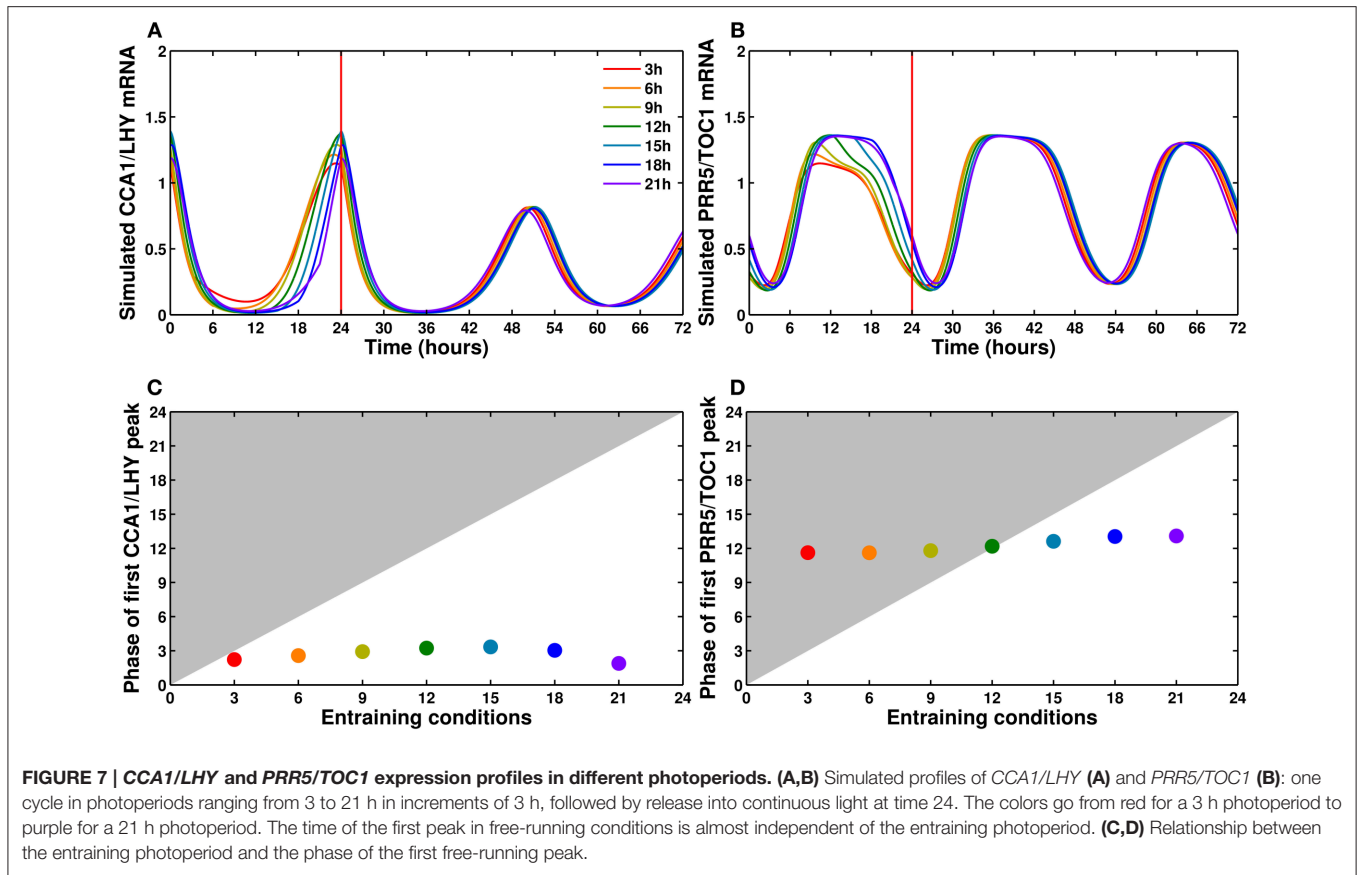 A
B
Simulated CCA1/LHY mRNA
2
1.5
1
0.5
0
0 6 12 18 24 30 36 42 48 54 60 66 72
Time (hours)
3h
6h
9h
12h
15h
18h
21h
Simulated PRR5/TOC1 mRNA
2
1.5
1
0.5
0
0 6 12 18 24 30 36 42 48 54 60 66 72
Time (hours)
C
D
Phase of first CCA1/LHY peak
24
21
18
15
12
9
6
3
0
0 3 6 9 12 15 18 21 24
Entraining conditions
Phase of first PRR5/TOC1 peak
24
21
18
15
12
9
6
3
0
0 3 6 9 12 15 18 21 24
Entraining conditions
FIGURE 7 | CCA1/LHY and PRR5/TOC1 expression profiles in different photoperiods. (A,B) Simulated profiles of CCA1/LHY (A) and PRR5/TOC1 (B): one
cycle in photoperiods ranging from 3 to 21 h in increments of 3 h, followed by release into continuous light at time 24. The colors go from red for a 3 h photoperiod to
purple for a 21 h photoperiod. The time of the first peak in free-running conditions is almost independent of the entraining photoperiod. (C,D) Relationship between
the entraining photoperiod and the phase of the first free-running peak.